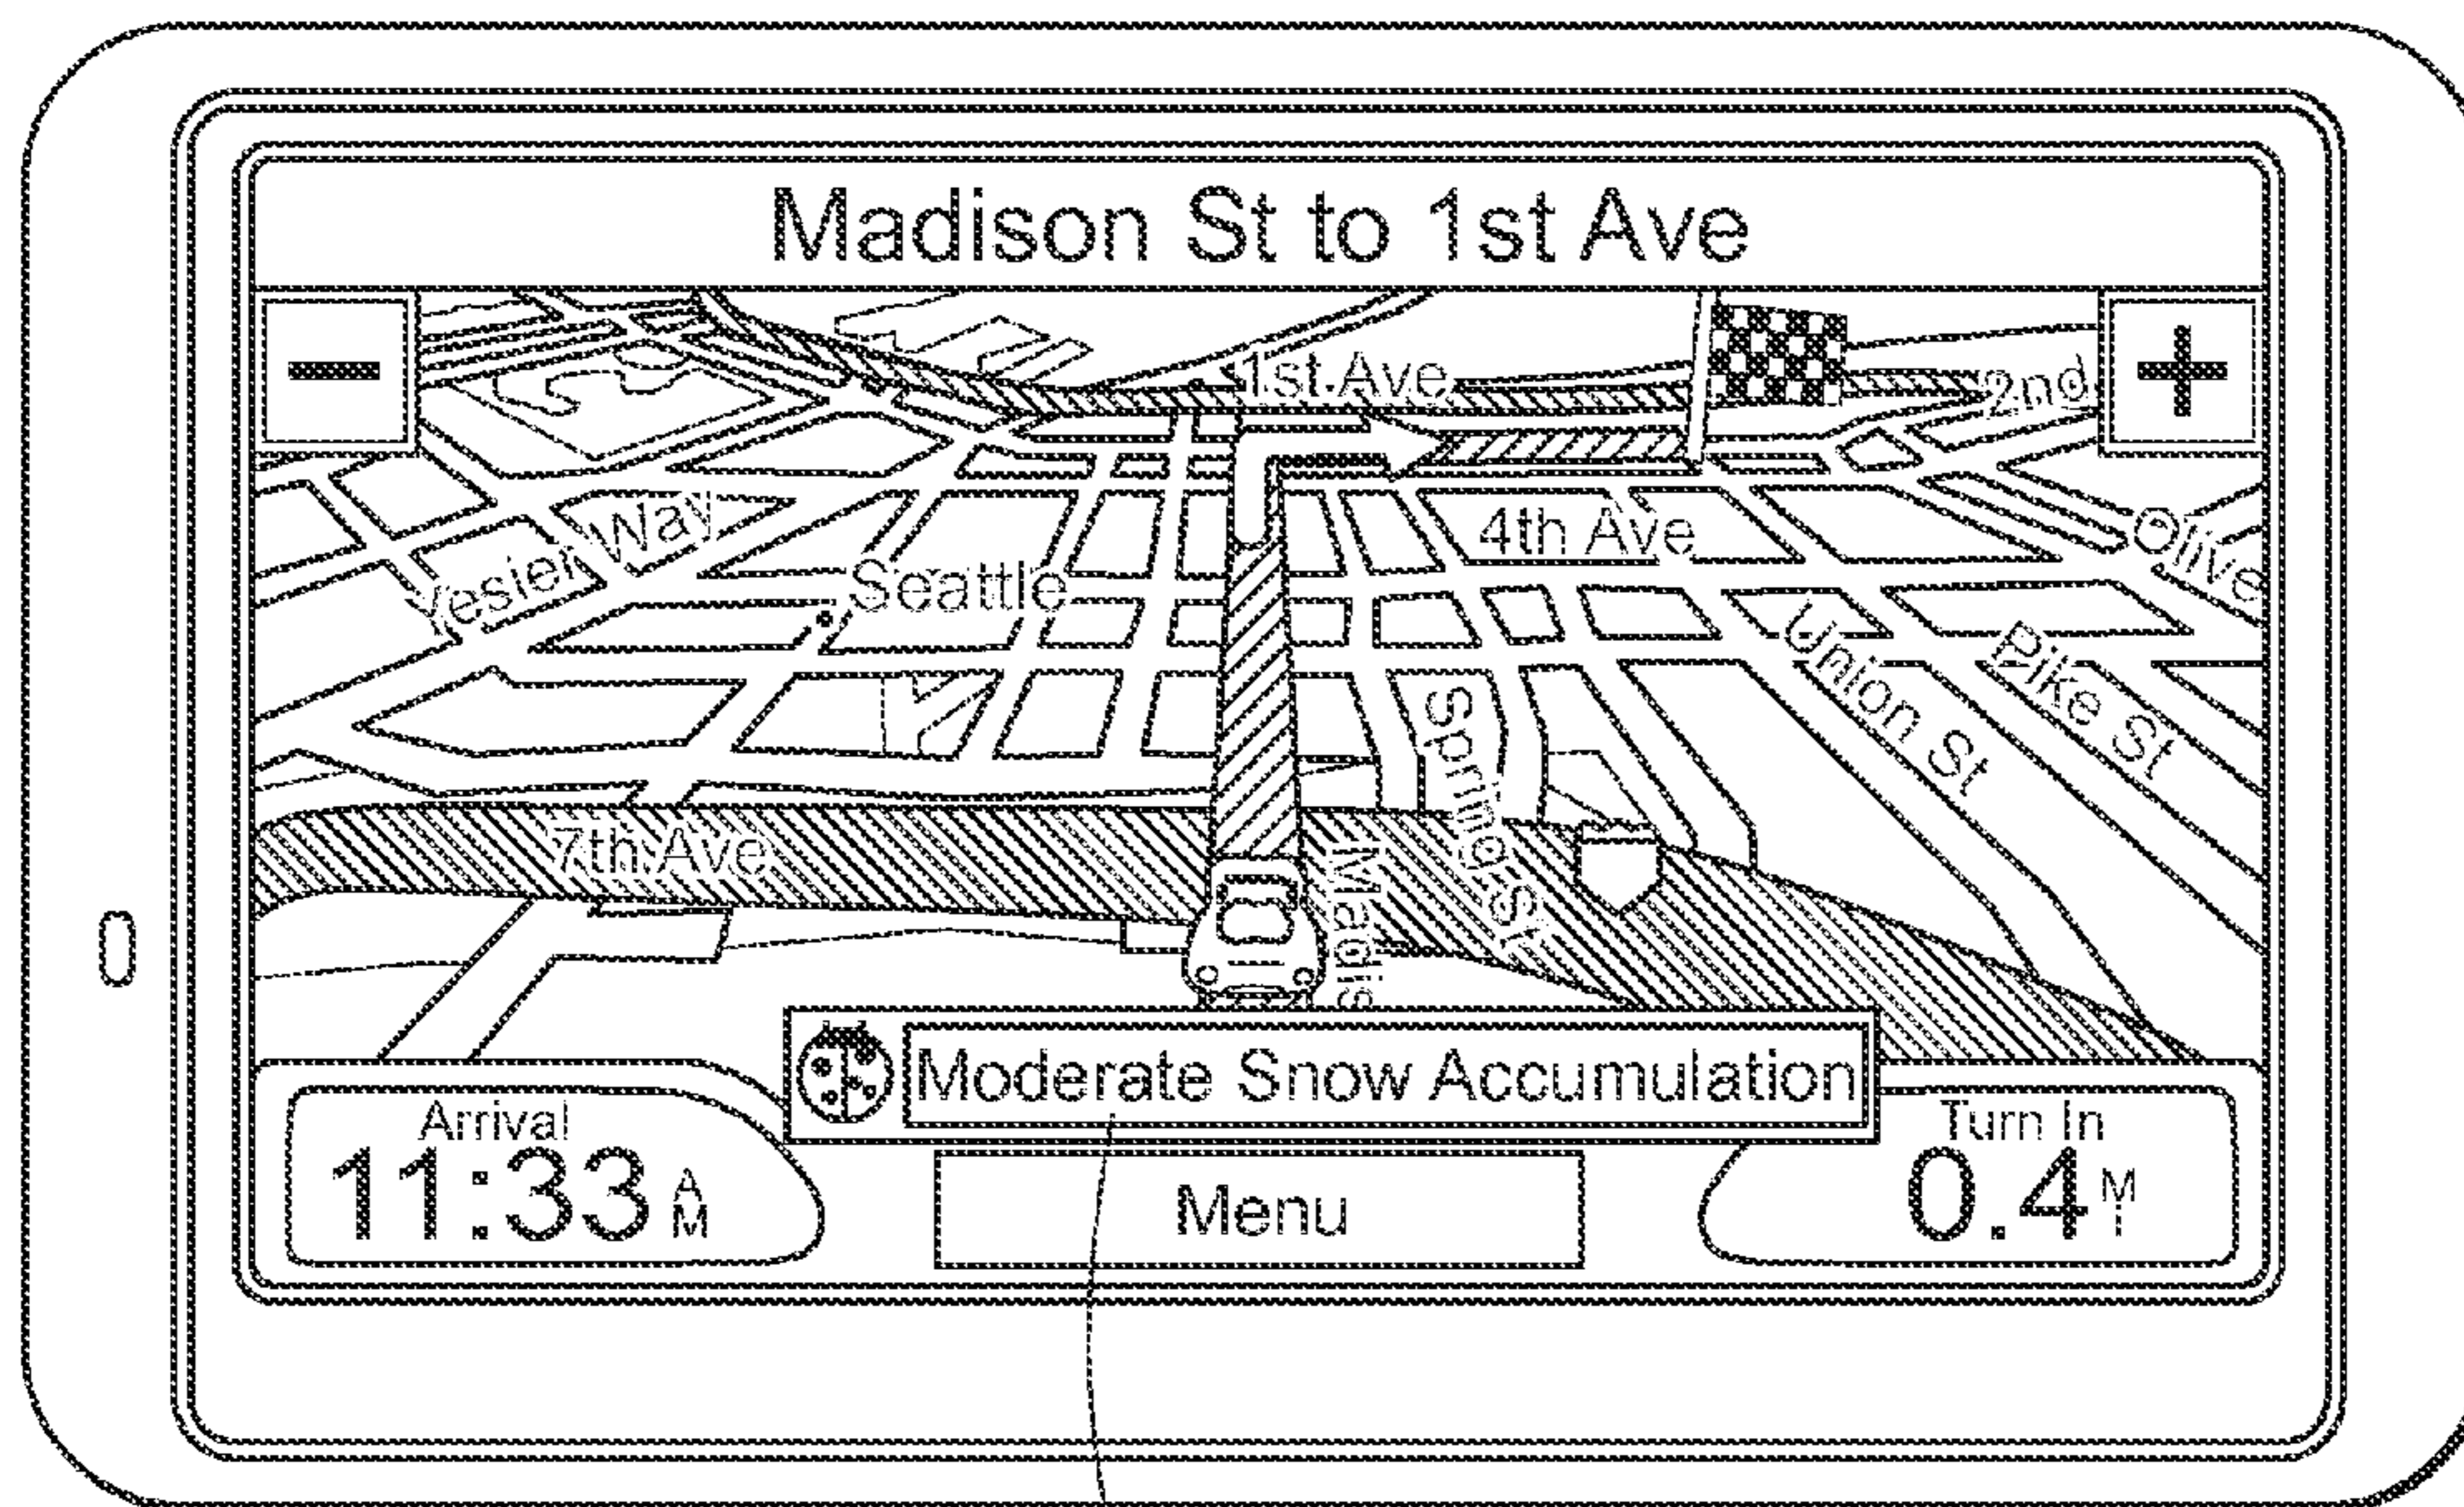 Madison St to 1st Ave
−
+
1st Ave
2nd
Yesler Way
4th Ave
Olive
Seattle
Union St
Pike St
Spring St
7th Ave
Madis
Moderate Snow Accumulation
Arrival
11:33 AM
Menu
Turn In
0.4 MI